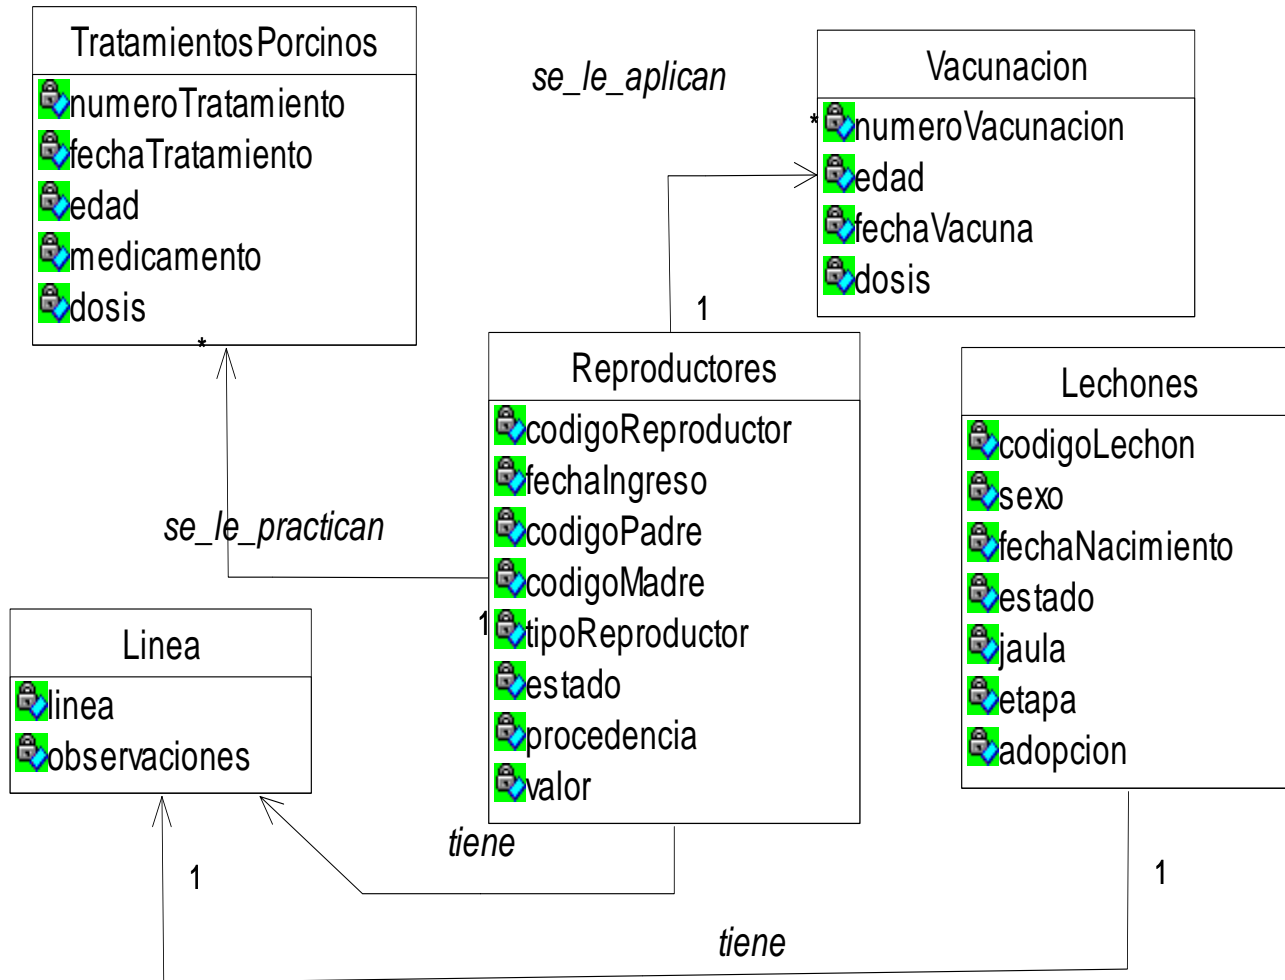 TratamientosPorcinos
numeroTratamiento
fechaTratamiento
edad
medicamento
dosis
*
se_le_aplican
Vacunacion
*
numeroVacunacion
edad
fechaVacuna
dosis
1
Reproductores
codigoReproductor
fechaIngreso
codigoPadre
codigoMadre
tipoReproductor
estado
procedencia
valor
se_le_practican
1
Lechones
codigoLechon
sexo
fechaNacimiento
estado
jaula
etapa
adopcion
Linea
linea
observaciones
tiene
1
1
tiene